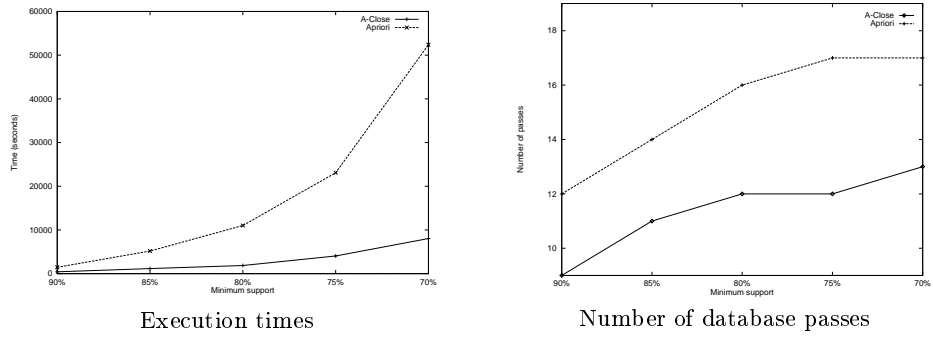 60000
50000
40000
30000
20000
10000
0
Time (seconds)
A-Close
Apriori
90%
85%
80%
75%
70%
Minimum support
Execution times
18
16
14
12
10
Number of passes
A-Close
Apriori
90%
85%
80%
75%
70%
Minimum support
Number of database passes